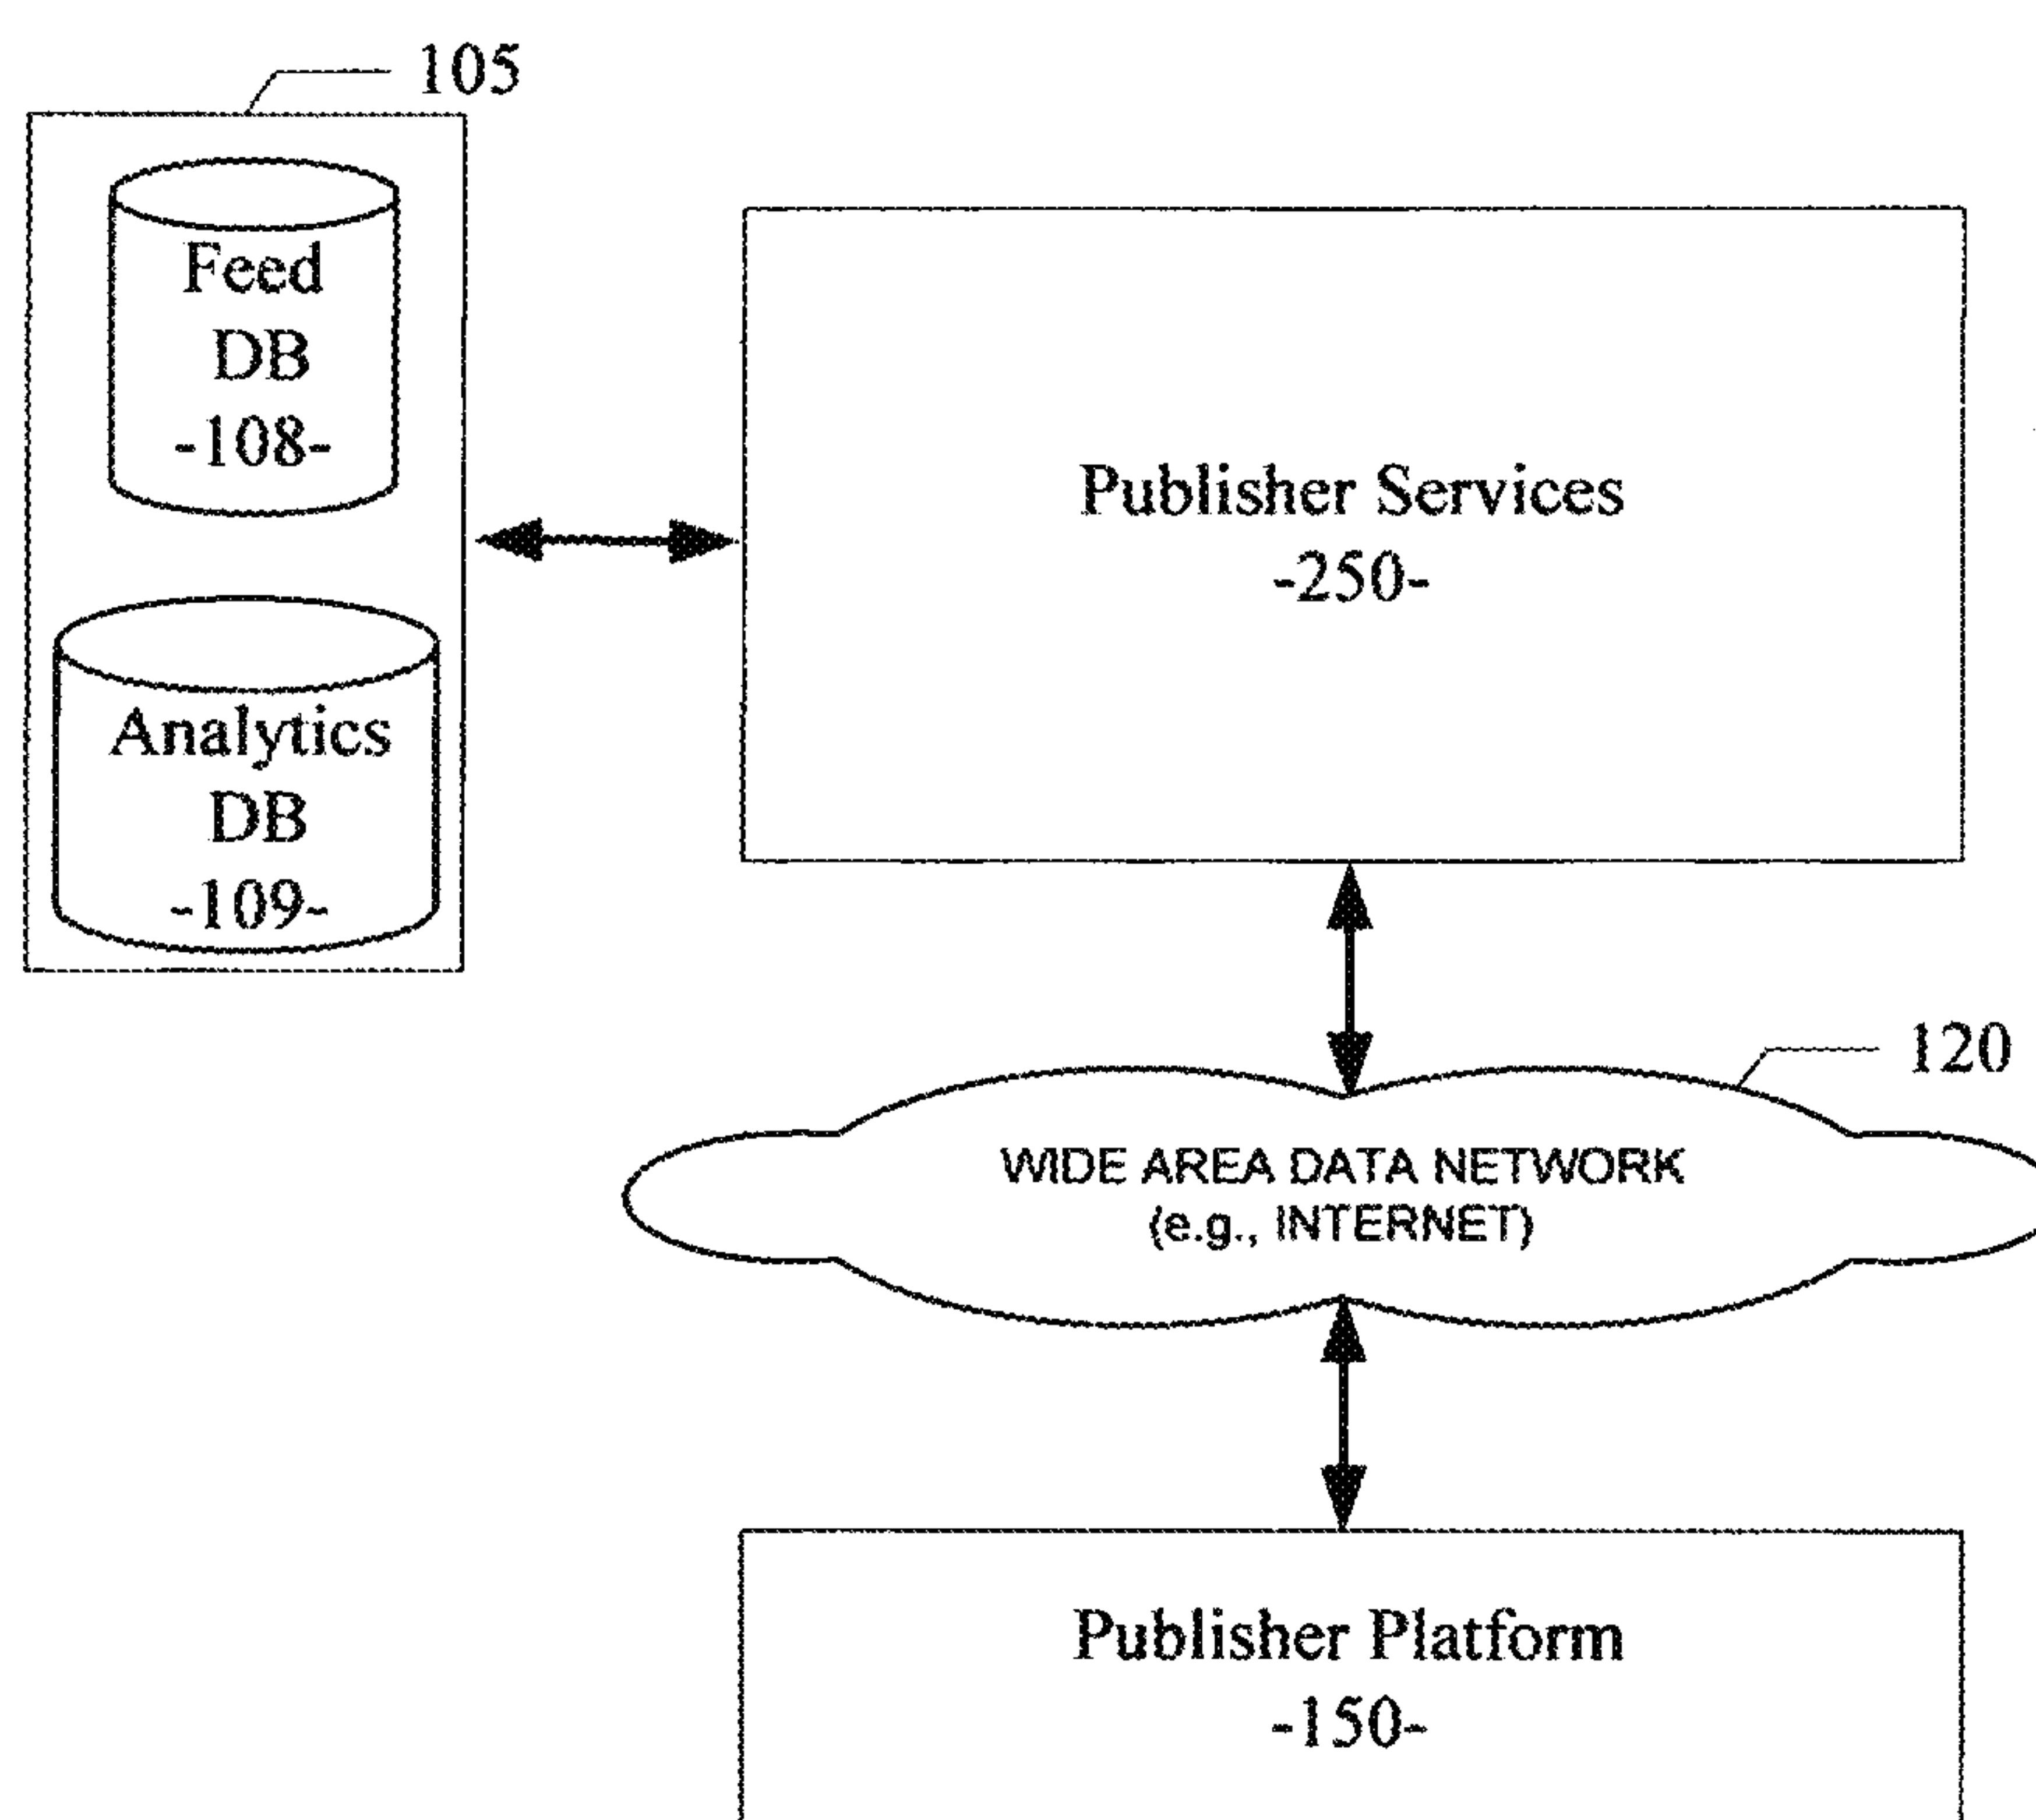 105
Feed
DB
-108-
Publisher Services
-250-
Analytics
DB
-109-
120
WIDE AREA DATA NETWORK
(e.g., INTERNET)
Publisher Platform
-150-